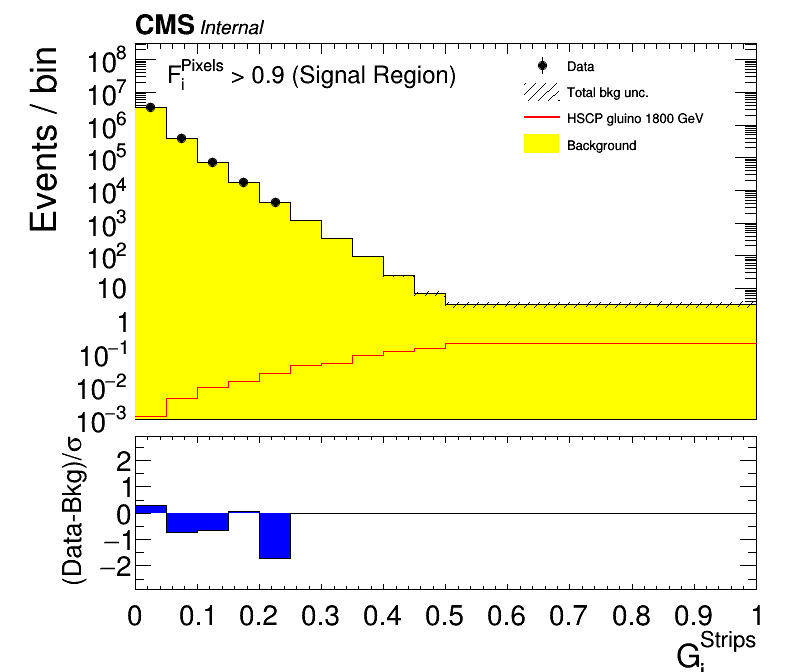 CMS Internal
F_i^Pixels > 0.9 (Signal Region)
Data
Total bkg unc.
HSCP gluino 1800 GeV
Background
Events / bin
10^8
10^7
10^6
10^5
10^4
10^3
10^2
10
1
10^−1
10^−2
10^−3
(Data-Bkg)/σ
2
1
0
−1
−2
0 0.1 0.2 0.3 0.4 0.5 0.6 0.7 0.8 0.9 1
G_i^Strips